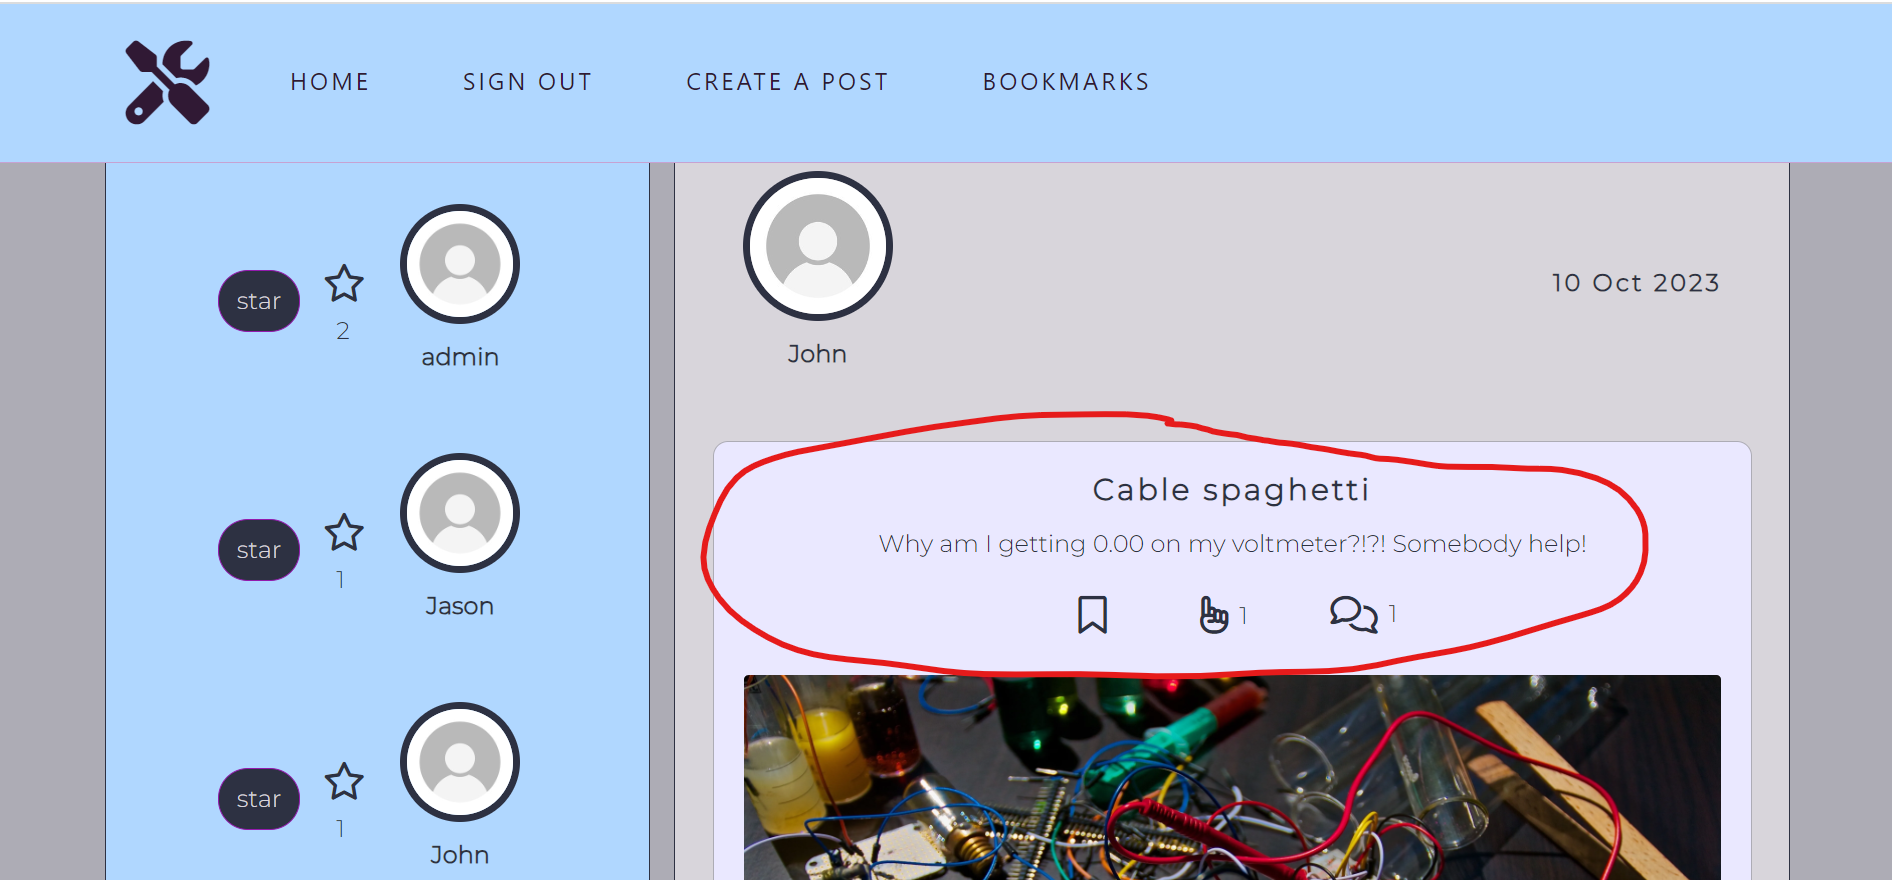 HOME SIGN OUT CREATE A POST BOOKMARKS
star
2
admin
star
1
Jason
star
1
John
John
10 Oct 2023
Cable spaghetti
Why am I getting 0.00 on my voltmeter?!?! Somebody help!
1 1